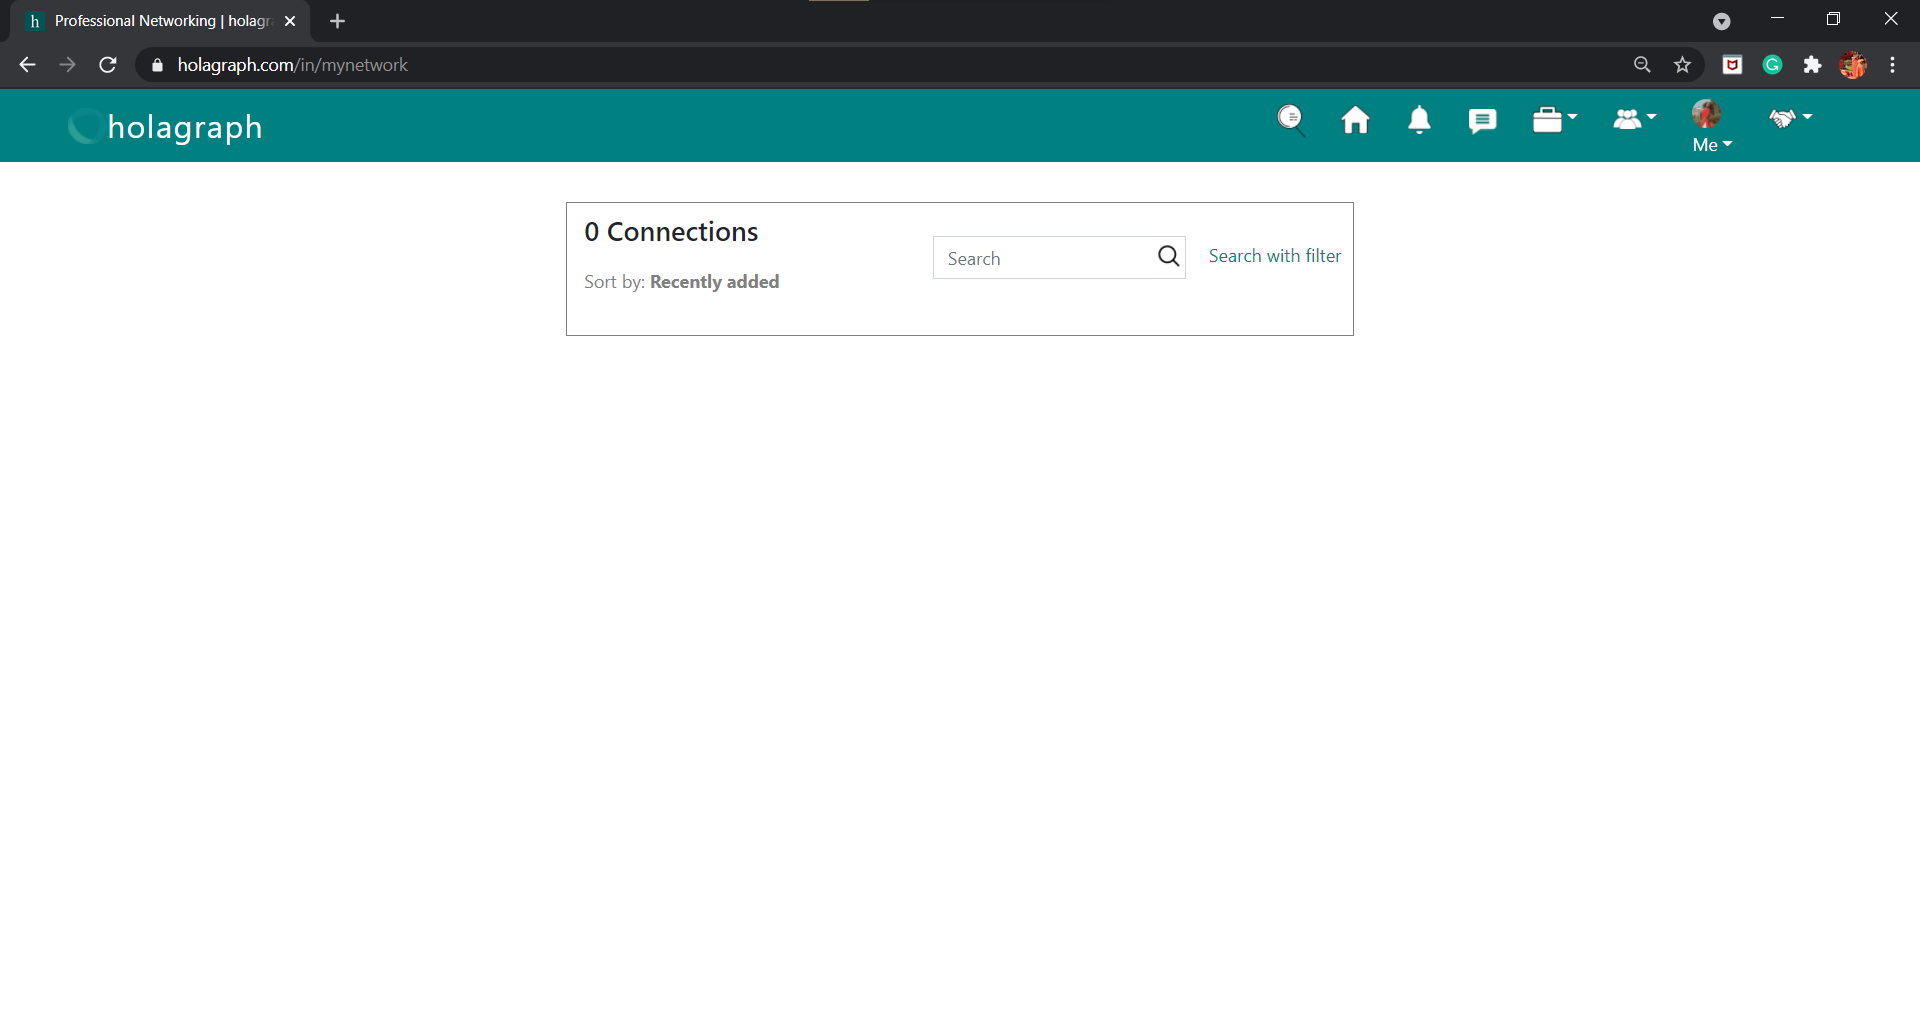 h Professional Networking | holagr
holagraph.com/in/mynetwork
holagraph
Me
0 Connections
Search
Search with filter
Sort by: Recently added